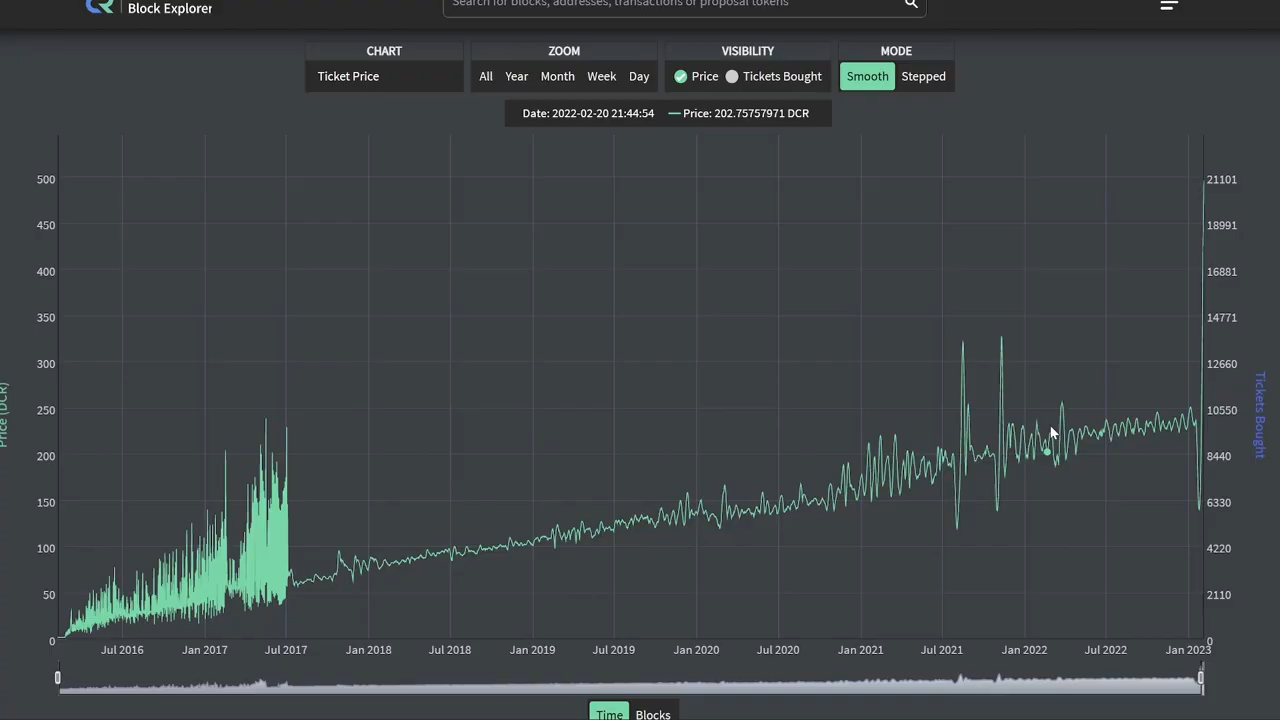 Block Explorer
Search for blocks, addresses, transactions or proposal tokens
CHART
ZOOM
VISIBILITY
MODE
Ticket Price
All Year Month Week Day
Price Tickets Bought
Smooth Stepped
Date: 2022-02-20 21:44:54 Price: 202.75757971 DCR
500
450
400
350
300
250
200
150
100
50
0
Price (DCR)
21101
18991
16881
14771
12660
10550
8440
6330
4220
2110
0
Tickets Bought
Jul 2016 Jan 2017 Jul 2017 Jan 2018 Jul 2018 Jan 2019 Jul 2019 Jan 2020 Jul 2020 Jan 2021 Jul 2021 Jan 2022 Jul 2022 Jan 2023
Time Blocks